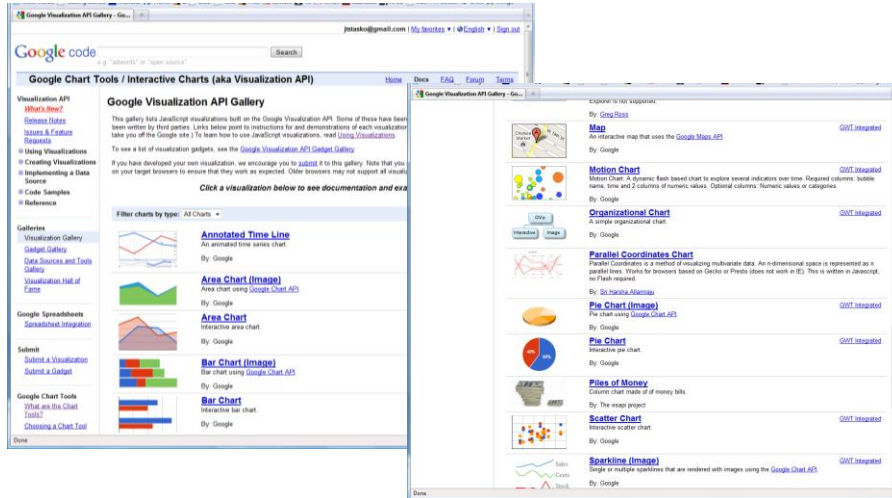 Google Visualization API Gallery - Go...
jtstasko@gmail.com | My favorites ▼ | English ▼ | Sign out
Google code
Search
e.g. "adwords" or "open source"
Google Chart Tools / Interactive Charts (aka Visualization API)
Home Docs FAQ Forum Terms
Visualization API
What's New?
Release Notes
Issues & Feature
Requests
Using Visualizations
Creating Visualizations
Implementing a Data
Source
Code Samples
Reference
Galleries
Visualization Gallery
Gadget Gallery
Data Sources and Tools
Gallery
Visualization Hall of
Fame
Google Spreadsheets
Spreadsheet Integration
Submit
Submit a Visualization
Submit a Gadget
Google Chart Tools
What are the Chart
Tools?
Choosing a Chart Tool
Done
Google Visualization API Gallery
This gallery lists JavaScript visualizations built on the Google Visualization API. Some of these have been
been written by third parties. Links below point to instructions for and demonstrations of each visualization
take you off the Google site.) To learn how to use JavaScript visualizations, read Using Visualizations.
To see a list of visualization gadgets, see the Google Visualization API Gadget Gallery.
If you have developed your own visualization, we encourage you to submit it to this gallery. Note that you
on your target browsers to ensure that they work as expected. Older browsers may not support all visuali
Click a visualization below to see documentation and exa
Filter charts by type: All Charts
Annotated Time Line
An animated time series chart.
By: Google
Area Chart (Image)
Area chart using Google Chart API.
By: Google
Area Chart
Interactive area chart.
By: Google
Bar Chart (Image)
Bar chart using Google Chart API.
By: Google
Bar Chart
Interactive bar chart.
By: Google
Google Visualization API Gallery - Go...
Explorer is not supported.
By: Greg Ross
Map
GWT Integrated
An interactive map that uses the Google Maps API.
By: Google
Motion Chart
GWT Integrated
Motion Chart: A dynamic flash based chart to explore several indicators over time. Required columns: bubble
name, time and 2 columns of numeric values. Optional columns: Numeric values or categories.
By: Google
Organizational Chart
GWT Integrated
A simple organizational chart.
By: Google
GViz
Interactive Image
Parallel Coordinates Chart
Parallel Coordinates is a method of visualizing multivariate data. An n-dimensional space is represented as n
parallel lines. Works for browsers based on Gecko or Presto (does not work in IE). This is written in Javascript,
no Flash required.
By: Sri Harsha Allamraju
Pie Chart (Image)
GWT Integrated
Pie chart using Google Chart API.
By: Google
Pie Chart
GWT Integrated
Interactive pie chart.
By: Google
Piles of Money
Column chart made of of money bills.
By: The visapi project
Scatter Chart
GWT Integrated
Interactive scatter chart.
By: Google
Sparkline (Image)
GWT Integrated
Single or multiple sparklines that are rendered with images using the Google Chart API.
By: Google
Sales
Costs
Stock
Done